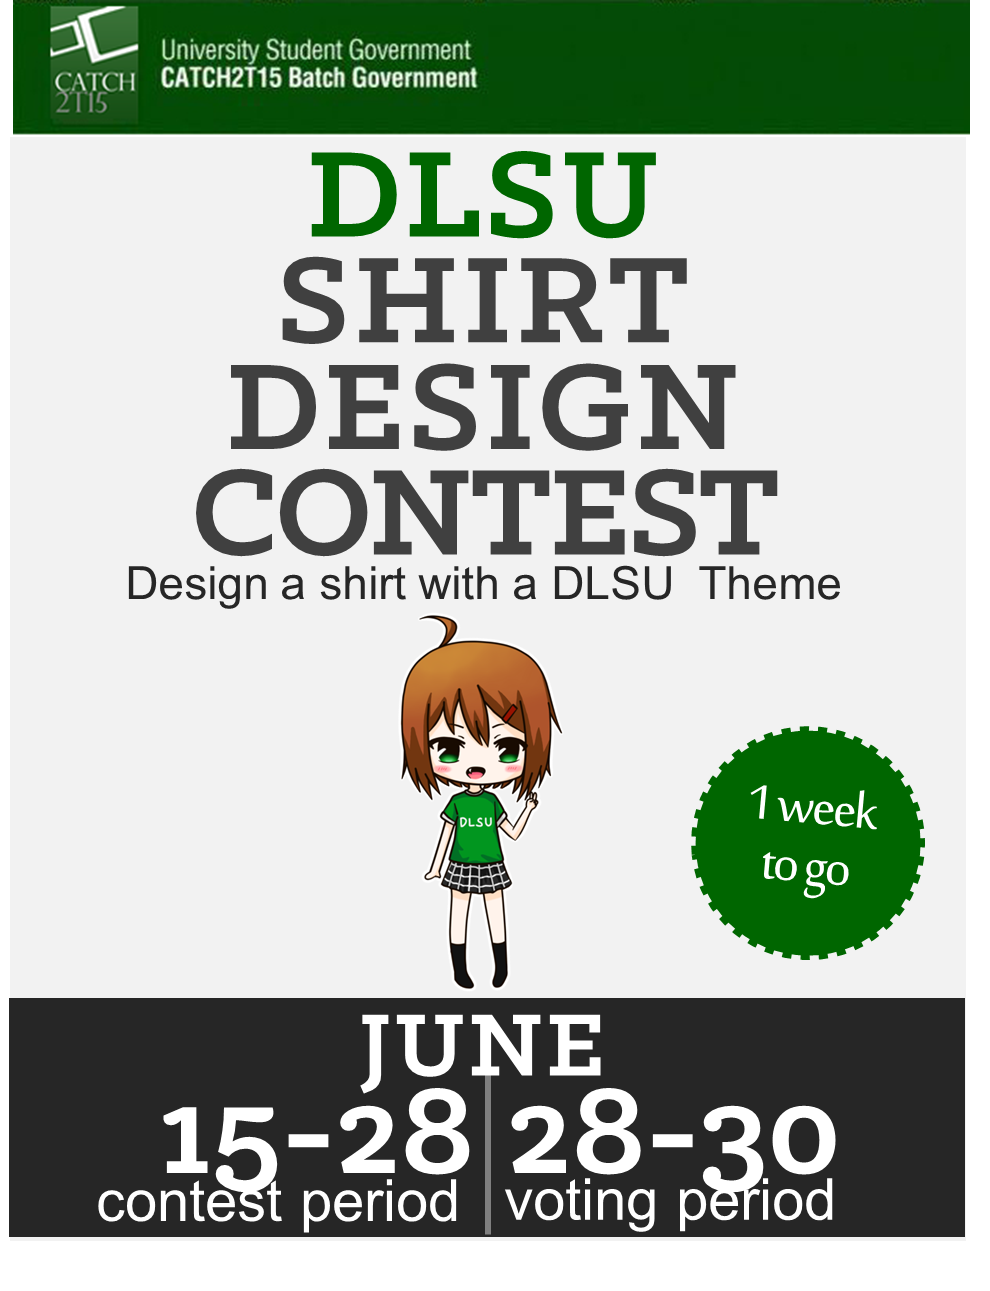 CATCH
2T15
University Student Government
CATCH2T15 Batch Government
DLSU
SHIRT
DESIGN
CONTEST
Design a shirt with a DLSU Theme
DLSU
1 week
to go
JUNE
15-28
contest period
28-30
voting period